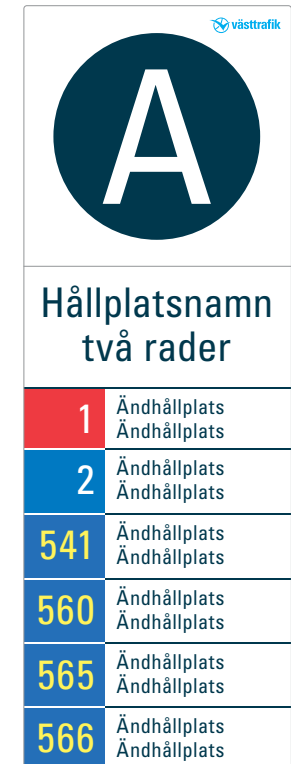 västtrafik
A
Hållplatsnamn
två rader
1 Ändhållplats
Ändhållplats
2 Ändhållplats
Ändhållplats
541 Ändhållplats
Ändhållplats
560 Ändhållplats
Ändhållplats
565 Ändhållplats
Ändhållplats
566 Ändhållplats
Ändhållplats